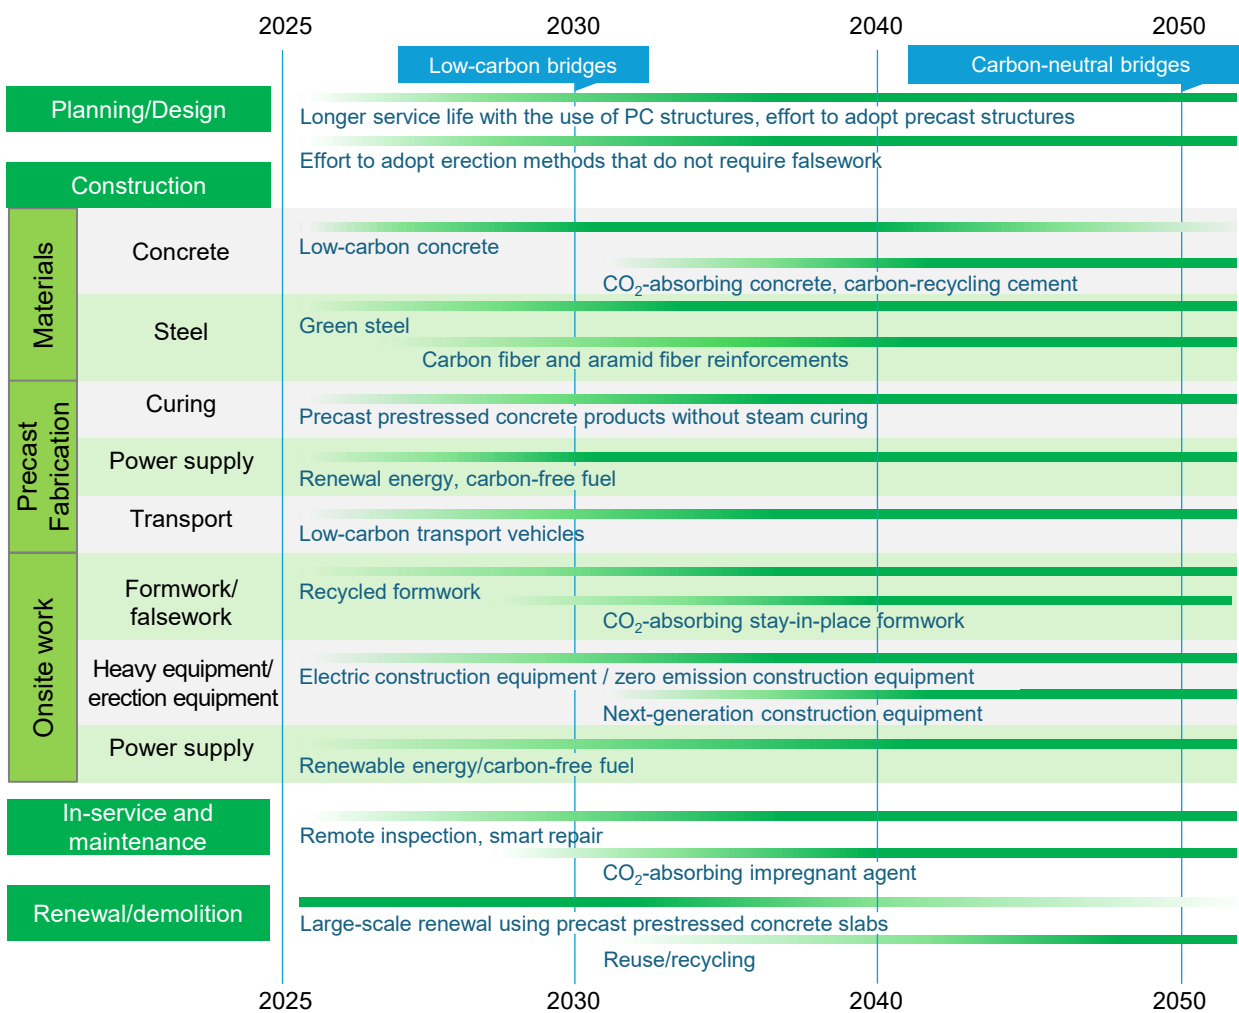 2025 2030 2040 2050
Low-carbon bridges
Carbon-neutral bridges
Planning/Design
Longer service life with the use of PC structures, effort to adopt precast structures
Effort to adopt erection methods that do not require falsework
Construction
Materials
Concrete
Low-carbon concrete
CO₂-absorbing concrete, carbon-recycling cement
Steel
Green steel
Carbon fiber and aramid fiber reinforcements
Precast
Fabrication
Curing
Precast prestressed concrete products without steam curing
Power supply
Renewal energy, carbon-free fuel
Transport
Low-carbon transport vehicles
Onsite work
Formwork/
falsework
Recycled formwork
CO₂-absorbing stay-in-place formwork
Heavy equipment/
erection equipment
Electric construction equipment / zero emission construction equipment
Next-generation construction equipment
Power supply
Renewable energy/carbon-free fuel
In-service and
maintenance
Remote inspection, smart repair
CO₂-absorbing impregnant agent
Renewal/demolition
Large-scale renewal using precast prestressed concrete slabs
Reuse/recycling
2025 2030 2040 2050